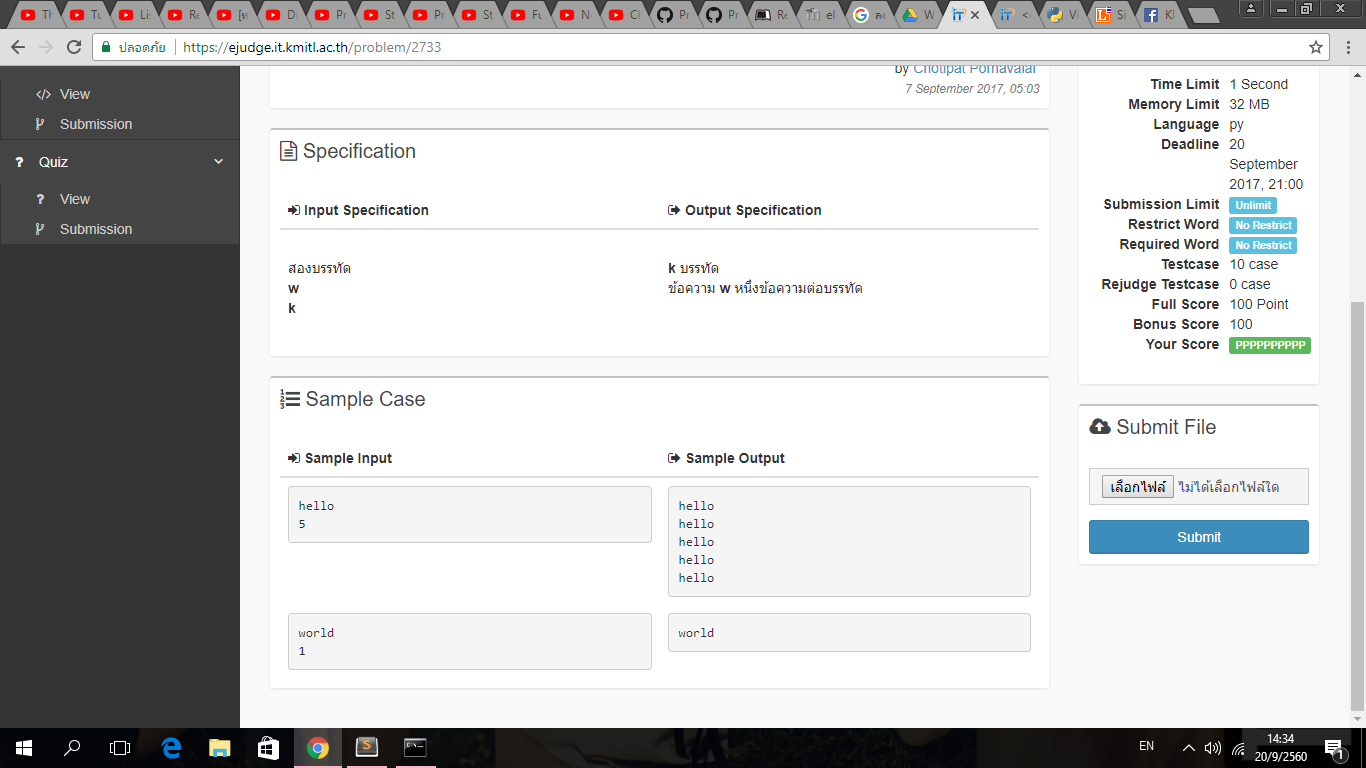 Th
Tu
Li
Re
[ห
Di
Pr
St
Pr
St
Fu
N
Cl
Pr
Pr
Re
el
ลง
W
<
Vi
Si
Kl
ปลอดภัย https://ejudge.it.kmitl.ac.th/problem/2733
View
Submission
Quiz
View
Submission
by Chotipat Pornavalai
7 September 2017, 05:03
Specification
Input Specification
Output Specification
สองบรรทัด
w
k
k บรรทัด
ข้อความ w หนึ่งข้อความต่อบรรทัด
Sample Case
Sample Input
Sample Output
hello
5
hello
hello
hello
hello
hello
world
1
world
Time Limit 1 Second
Memory Limit 32 MB
Language py
Deadline 20
September
2017, 21:00
Submission Limit Unlimit
Restrict Word No Restrict
Required Word No Restrict
Testcase 10 case
Rejudge Testcase 0 case
Full Score 100 Point
Bonus Score 100
Your Score PPPPPPPPPP
Submit File
เลือกไฟล์ ไม่ได้เลือกไฟล์ใด
Submit
EN
14:34
20/9/2560
1